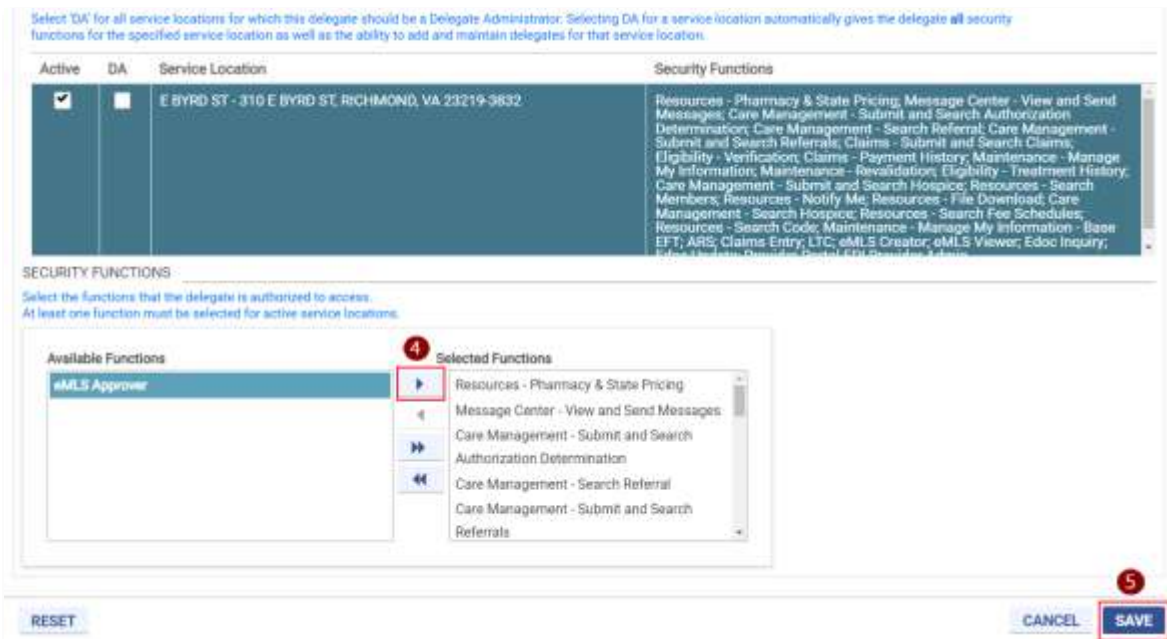 Select 'DA' for all service locations for which this delegate should be a Delegate Administrator. Selecting DA for a service location automatically gives the delegate all security
functions for the specified service location as well as the ability to add and maintain delegates for that service location.
Active DA Service Location Security Functions
E BYRD ST - 310 E BYRD ST, RICHMOND, VA 23219-3832
Resources - Pharmacy & State Pricing; Message Center - View and Send
Messages; Care Management - Submit and Search Authorization
Determination; Care Management - Search Referral; Care Management -
Submit and Search Referrals; Claims - Submit and Search Claims;
Eligibility - Verification; Claims - Payment History; Maintenance - Manage
My Information; Maintenance - Revalidation; Eligibility - Treatment History;
Care Management - Submit and Search Hospice; Resources - Search
Members; Resources - Notify Me; Resources - File Download; Care
Management - Search Hospice; Resources - Search Fee Schedules;
Resources - Search Code; Maintenance - Manage My Information - Base
EFT; ARS; Claims Entry; LTC; eMLS Creator; eMLS Viewer; Edoc Inquiry;
Edoc Update; Provider Portal EDI Provider Admin
SECURITY FUNCTIONS
Select the functions that the delegate is authorized to access.
At least one function must be selected for active service locations.
Available Functions
eMLS Approver
4
Selected Functions
Resources - Pharmacy & State Pricing
Message Center - View and Send Messages
Care Management - Submit and Search
Authorization Determination
Care Management - Search Referral
Care Management - Submit and Search
Referrals
5
RESET CANCEL SAVE